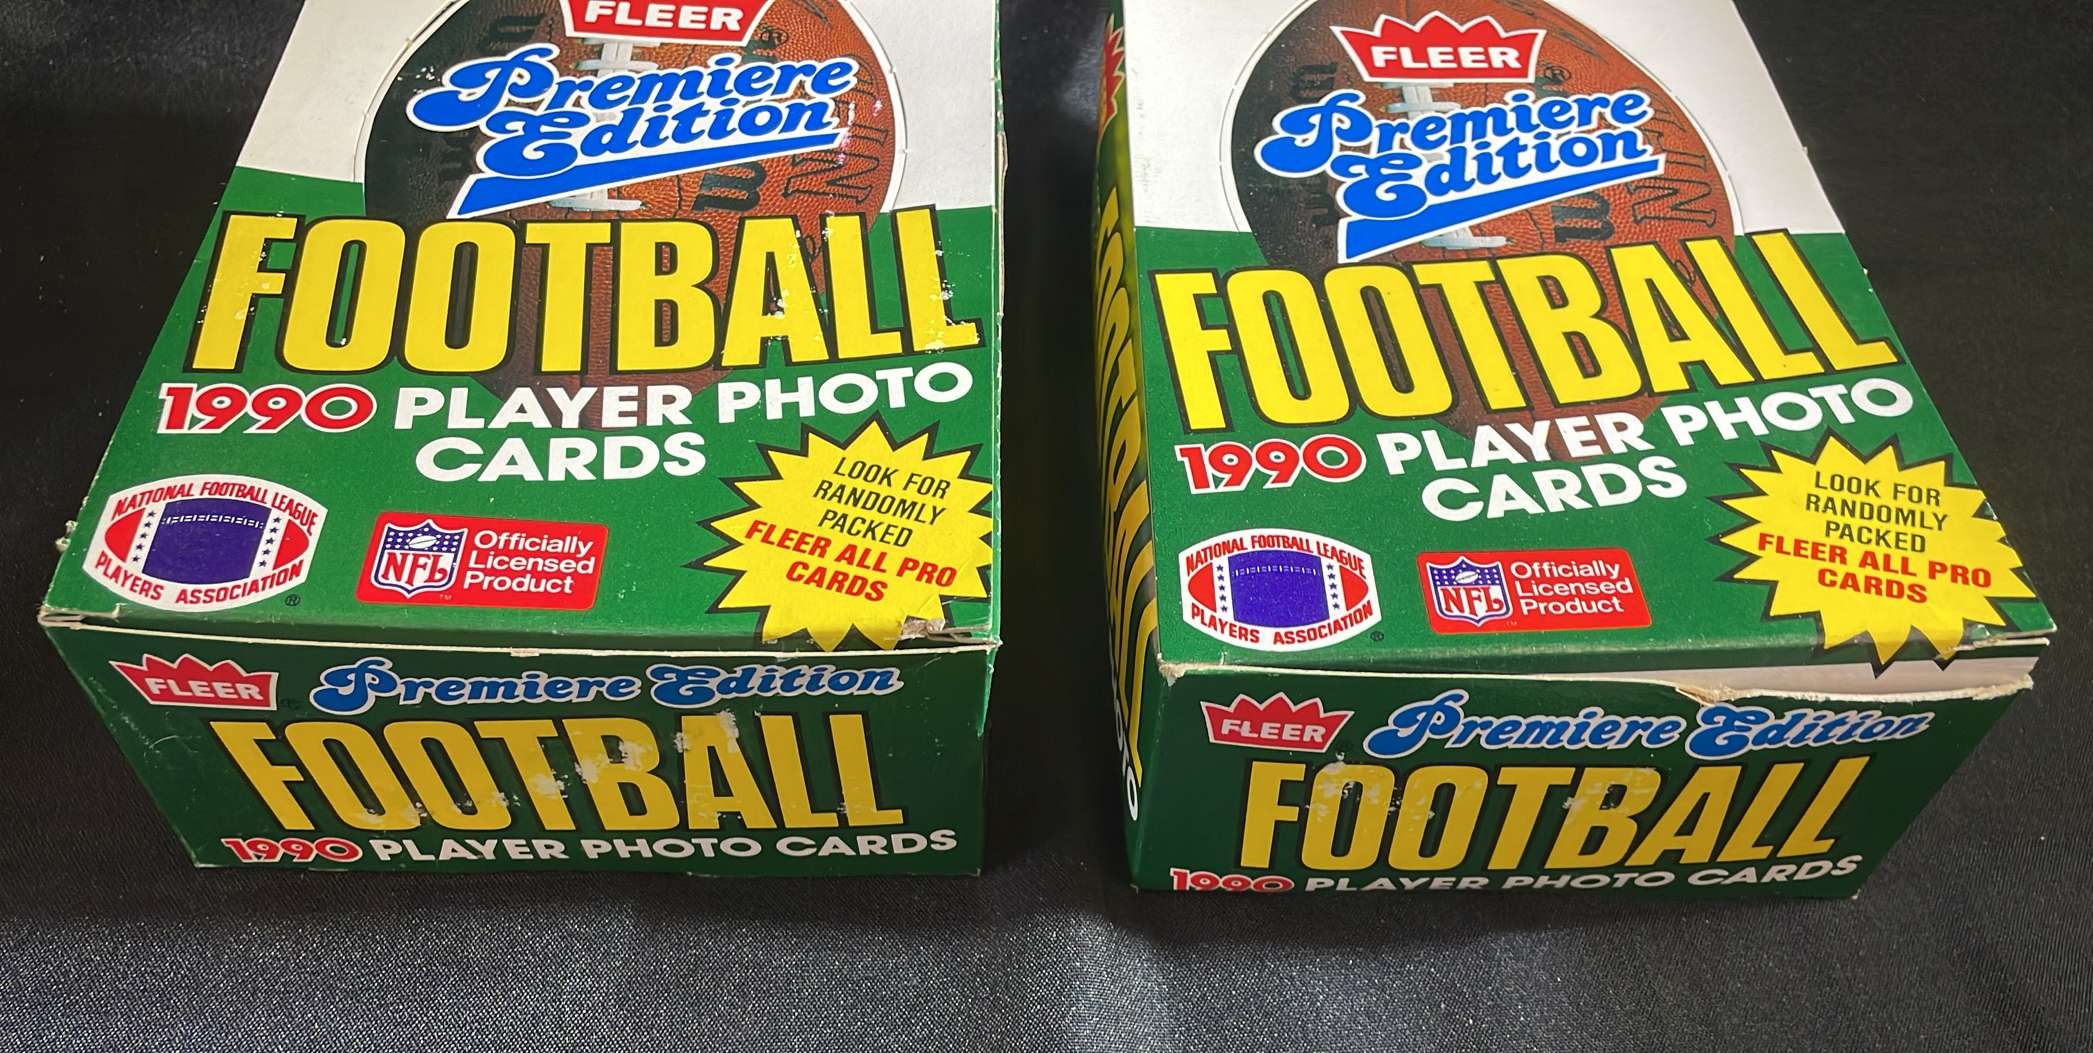 FLEER
Premiere
Edition
FOOTBALL
1990 PLAYER PHOTO
CARDS
LOOK FOR
RANDOMLY
PACKED
FLEER ALL PRO
CARDS
NATIONAL FOOTBALL LEAGUE
PLAYERS ASSOCIATION
®
NFL
Officially
Licensed
Product
TM
FLEER
Premiere Edition
FOOTBALL
1990 PLAYER PHOTO CARDS
FLEER
Premiere
Edition
FOOTBALL
1990 PLAYER PHOTO
CARDS
LOOK FOR
RANDOMLY
PACKED
FLEER ALL PRO
CARDS
NATIONAL FOOTBALL LEAGUE
PLAYERS ASSOCIATION
®
NFL
Officially
Licensed
Product
TM
FLEER
Premiere Edition
FOOTBALL
1990 PLAYER PHOTO CARDS